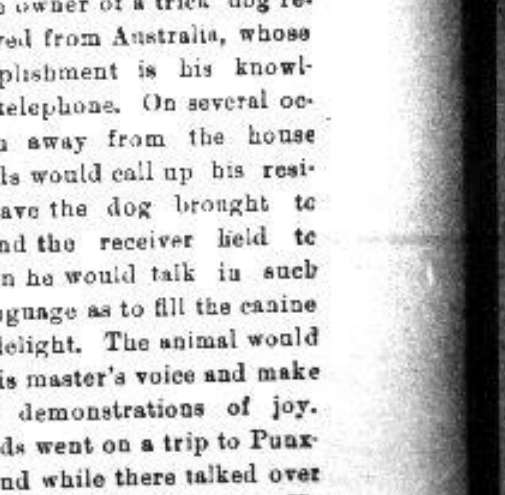 owner of a trick dog re-
ved from Australia, whose
plishment is his knowl-
telephone. On several oc-
away from the house
ls would call up his resi-
ave the dog brought to
nd the receiver held to
n he would talk in such
guage as to fill the canine
delight. The animal would
is master's voice and make
demonstrations of joy.
ds went on a trip to Punx-
nd while there talked over